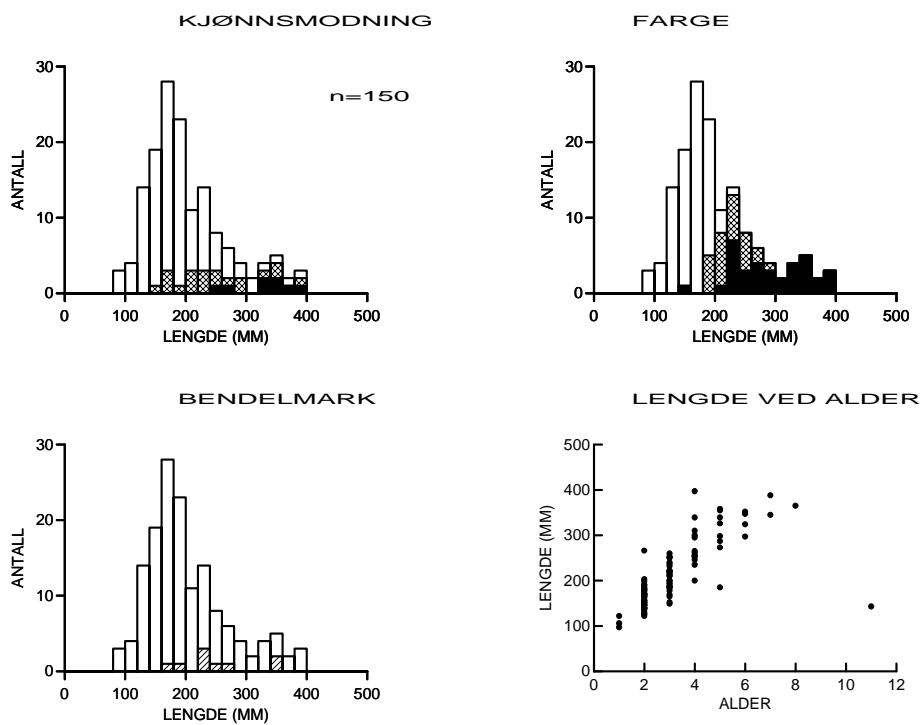 KJØNNSMODNING
30
20
10
0
ANTALL
n=150
0 100 200 300 400 500
LENGDE (MM)
FARGE
30
20
10
0
ANTALL
0 100 200 300 400 500
LENGDE (MM)
BENDELMARK
30
20
10
0
ANTALL
0 100 200 300 400 500
LENGDE (MM)
LENGDE VED ALDER
500
400
300
200
100
0
LENGDE (MM)
0 2 4 6 8 10 12
ALDER